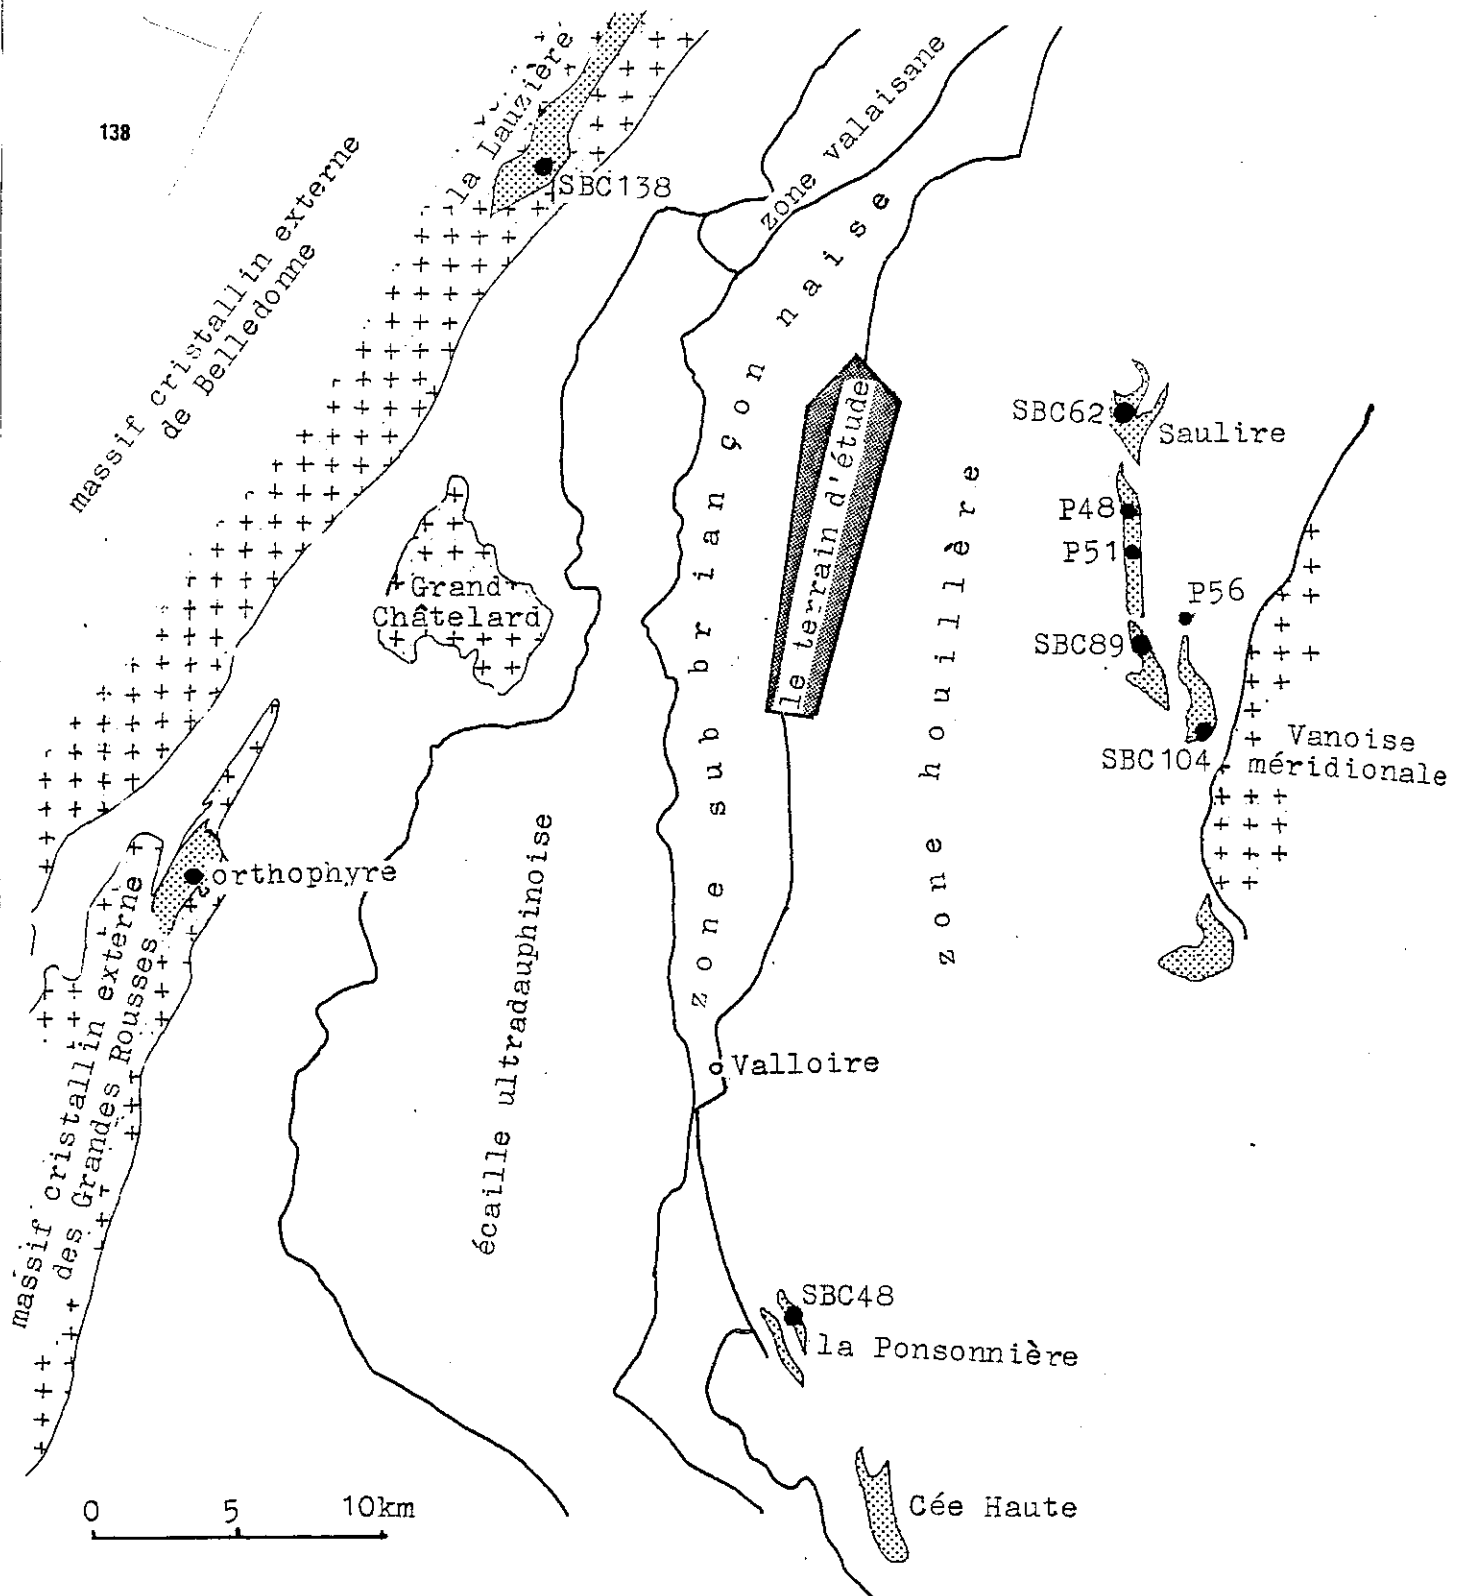 138
la Lauzière
SBC138
massif cristallin externe
de Belledonne
zone valaisane
zone subbriançonnaise
le terrain d'étude
zone houillère
SBC62
Saulire
P48
P51
P56
SBC89
SBC104
Vanoise
méridionale
Grand
Châtelard
orthophyre
massif cristallin externe
des Grandes Rousses
écaille ultradauphinoise
Valloire
SBC48
la Ponsonnière
Cée Haute
0 5 10km